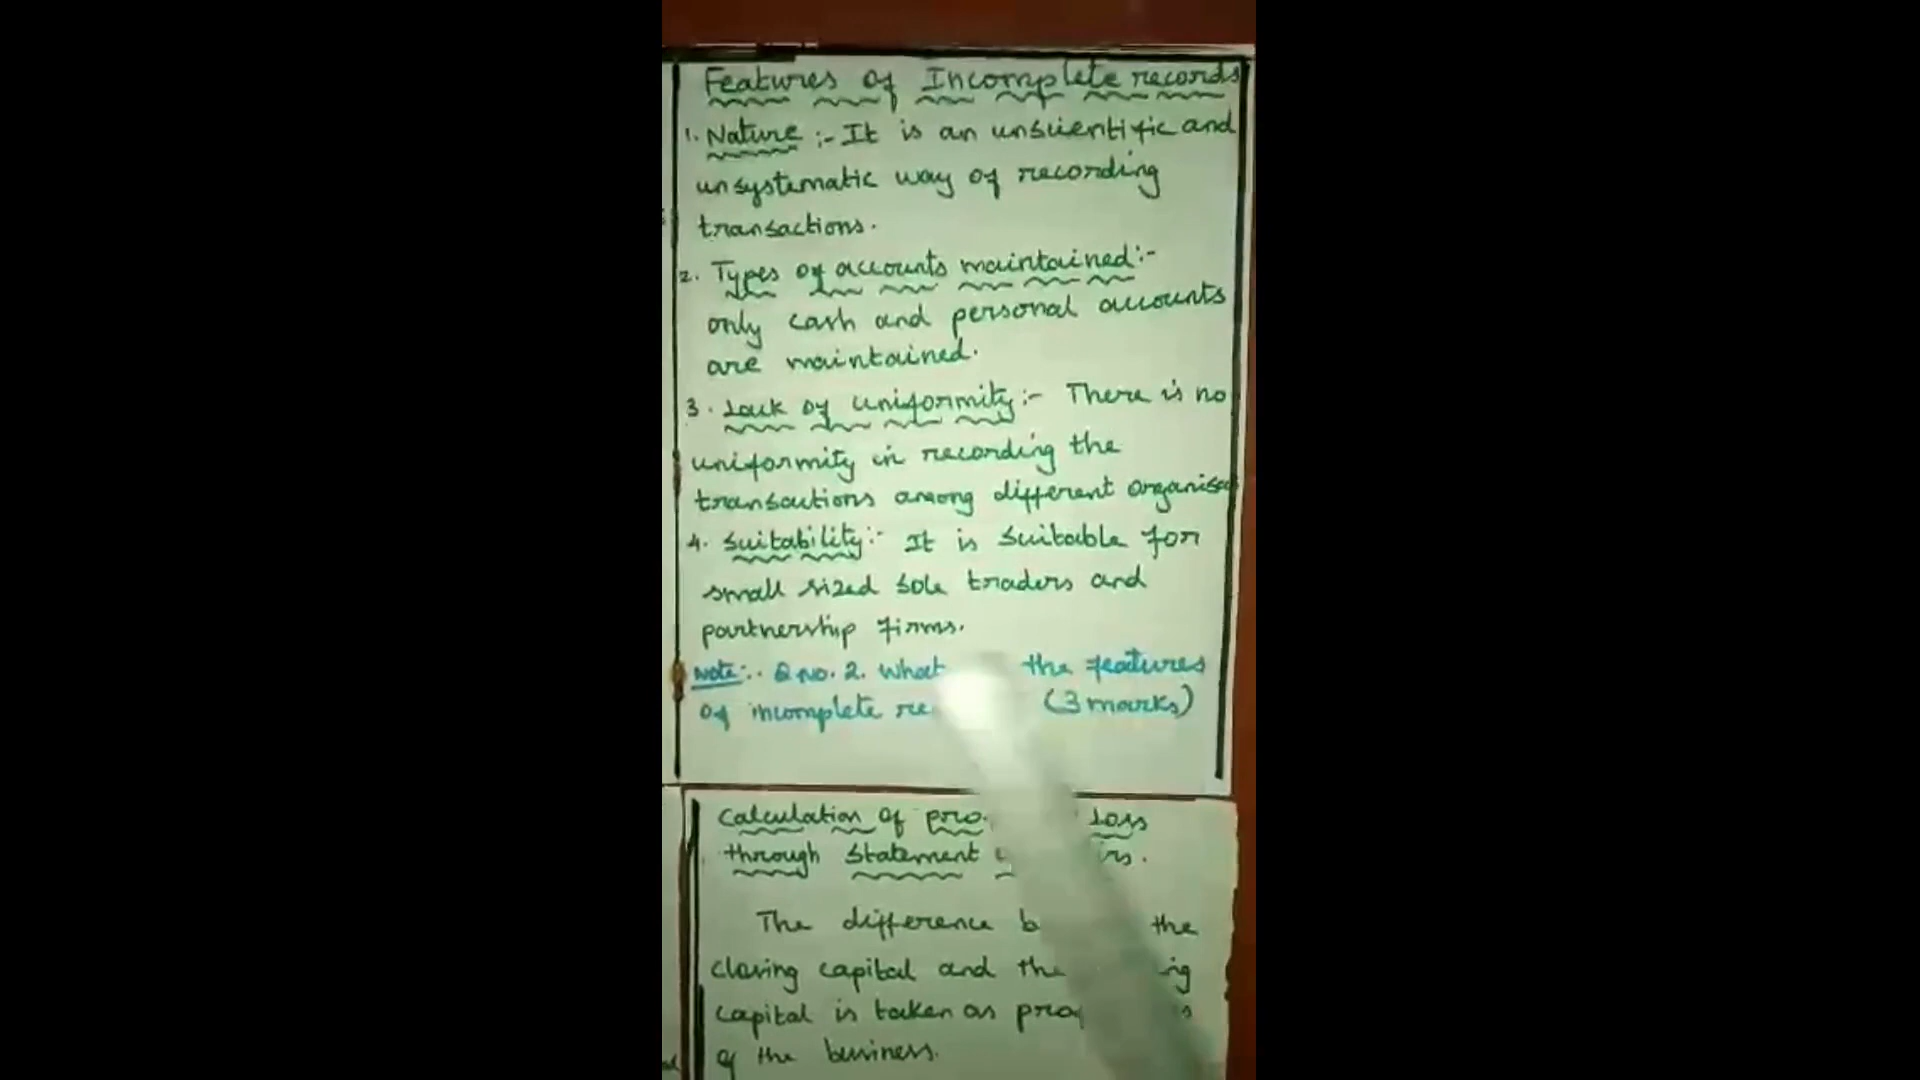 Features of Incomplete records
1. Nature :- It is an unscientific and
unsystematic way of recording
transactions.
2. Types of accounts maintained:-
only cash and personal accounts
are maintained.
3. Lack of uniformity:- There is no
uniformity in recording the
transactions among different
4. Suitability:- It is suitable for
small sized sole traders and
partnership firms.
Note:- Q no. 2. What the features
of incomplete (3 marks)
Calculation of Loss
through Statement
The difference the
closing capital and the
capital is taken as
of the business.